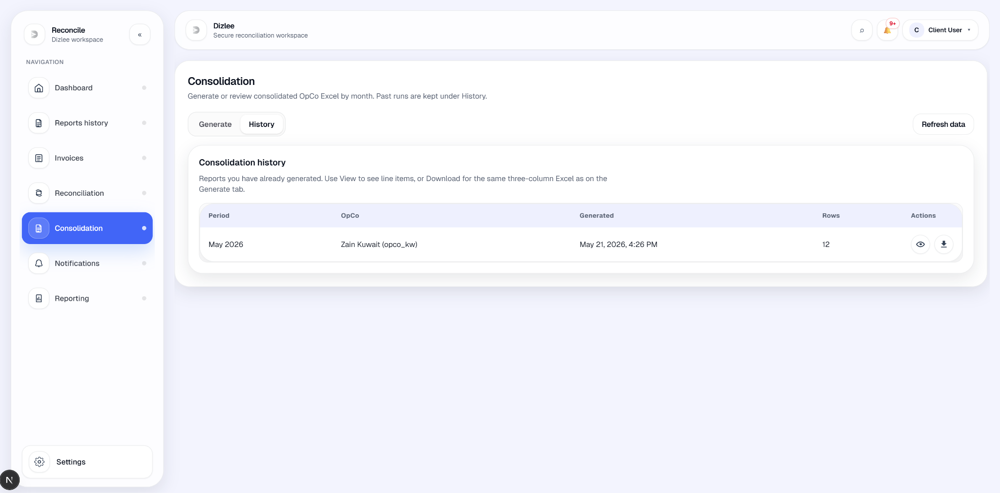 Reconcile
Dizlee workspace
«
NAVIGATION
Dashboard
Reports history
Invoices
Reconciliation
Consolidation
Notifications
Reporting
Settings
N
Dizlee
Secure reconciliation workspace
9+
C Client User
Consolidation
Generate or review consolidated OpCo Excel by month. Past runs are kept under History.
Generate History
Refresh data
Consolidation history
Reports you have already generated. Use View to see line items, or Download for the same three-column Excel as on the
Generate tab.
Period OpCo Generated Rows Actions
May 2026 Zain Kuwait (opco_kw) May 21, 2026, 4:26 PM 12